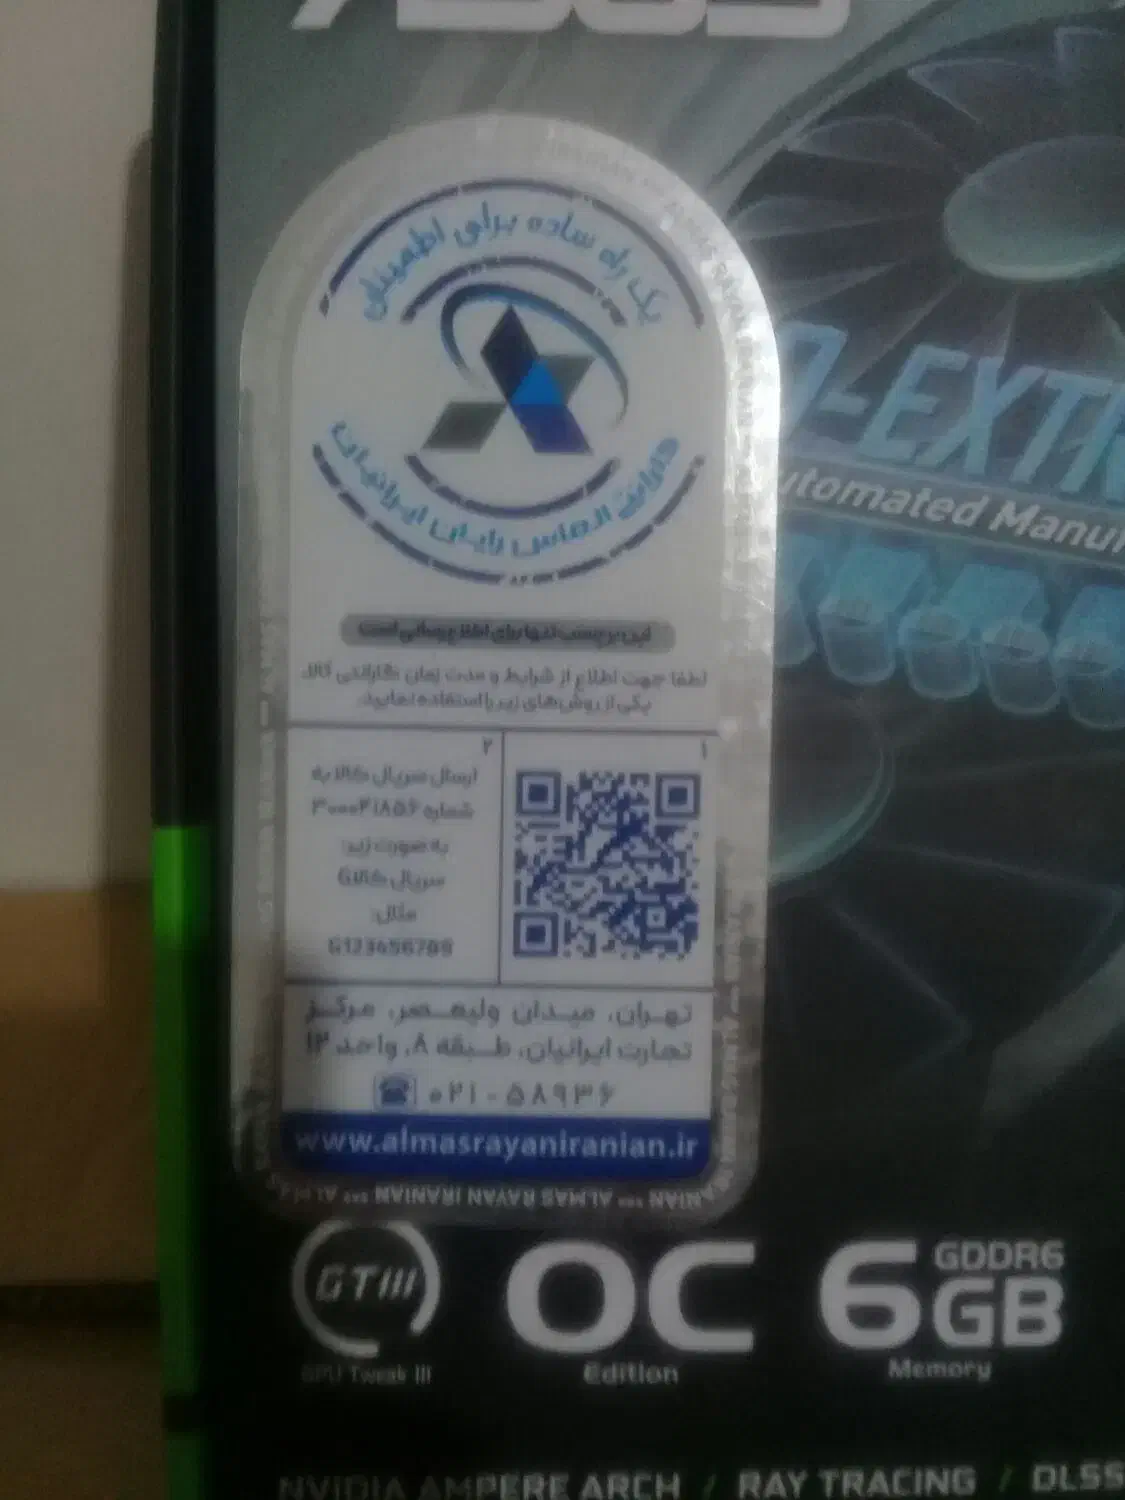 ASUS
یک راه ساده برای اطمینان
گارانتی الماس رایان ایرانیان
این برچسب تنها برای اطلاع رسانی است
لطفا جهت اطلاع از شرایط و مدت زمان گارانتی کالا،
یکی از روش‌های زیر را استفاده نمایید.
۱
۲
ارسال سریال کالا به
شماره ۳۰۰۰۴۱۸۵۶
به صورت زیر:
سریال کالاG
مثال:
G123456789
تهران، میدان ولیعصر، مرکز
تجارت ایرانیان، طبقه ۸، واحد ۱۲
۰۲۱-۵۸۹۳۶
www.almasrayaniranian.ir
ALMAS RAYAN IRANIAN
-EXT
utomated Manu
GTIII
GPU Tweak III
OC
Edition
6GB
GDDR6
Memory
NVIDIA AMPERE ARCH / RAY TRACING / DLSS